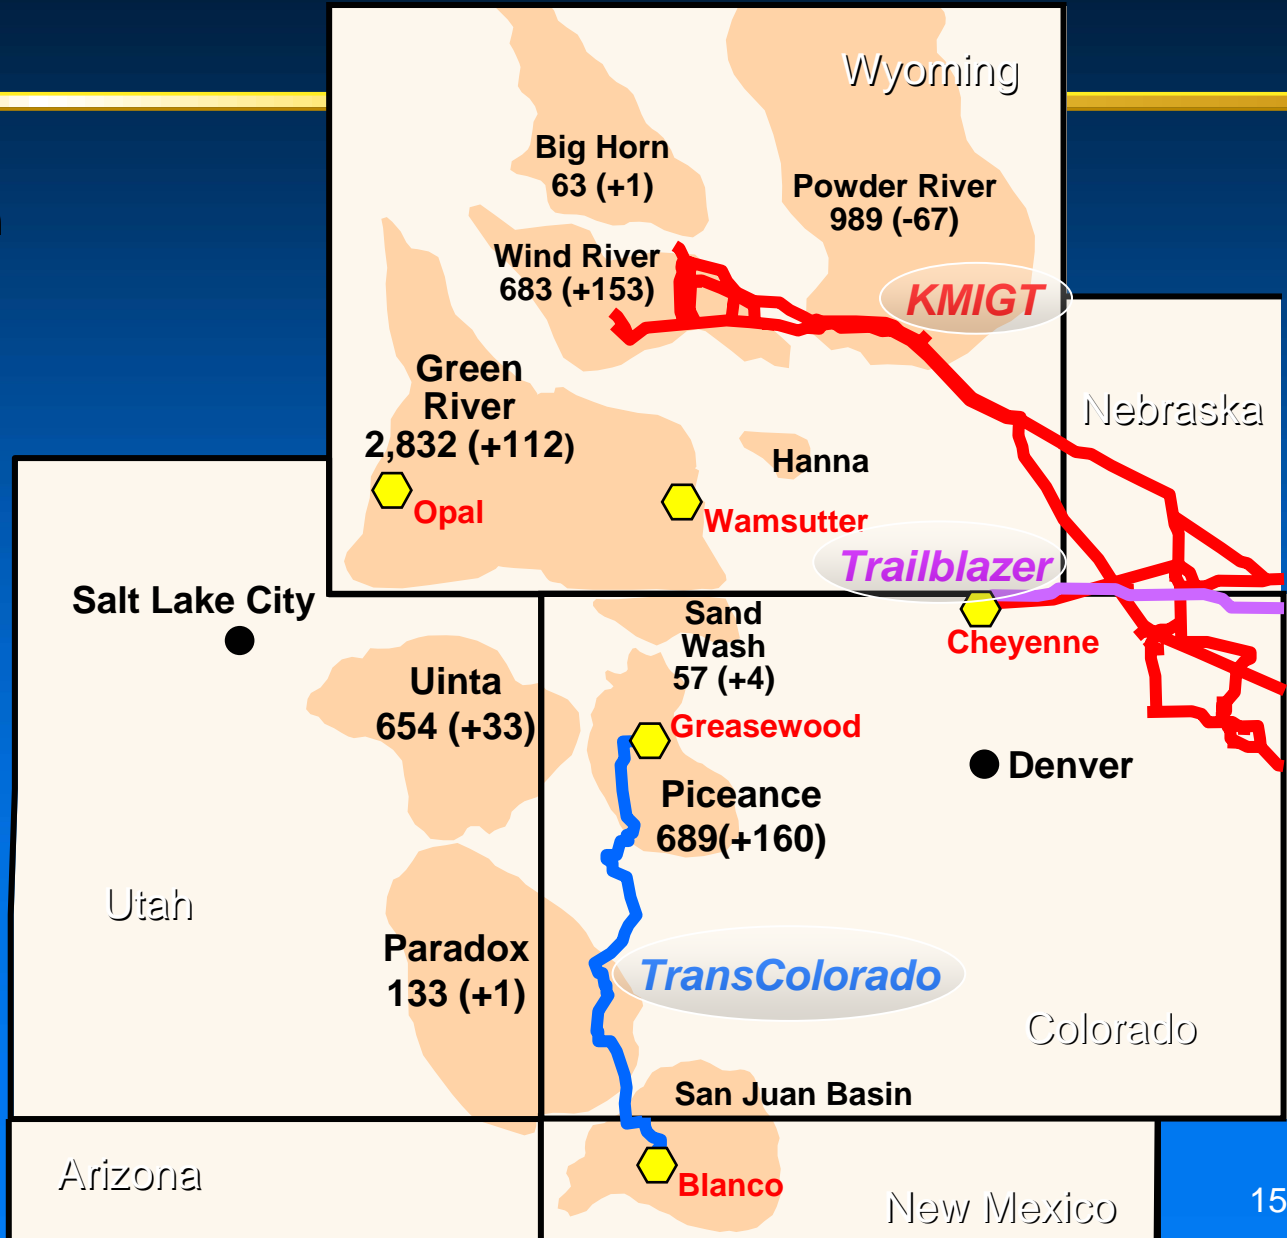 Wyoming
Big Horn
63 (+1)
Powder River
989 (-67)
Wind River
683 (+153)
KMIGT
Green
River
2,832 (+112)
Nebraska
Hanna
Opal
Wamsutter
Trailblazer
Salt Lake City
Sand
Wash
57 (+4)
Cheyenne
Uinta
654 (+33)
Greasewood
Denver
Piceance
689(+160)
Utah
Paradox
133 (+1)
TransColorado
Colorado
San Juan Basin
Arizona
Blanco
New Mexico
15